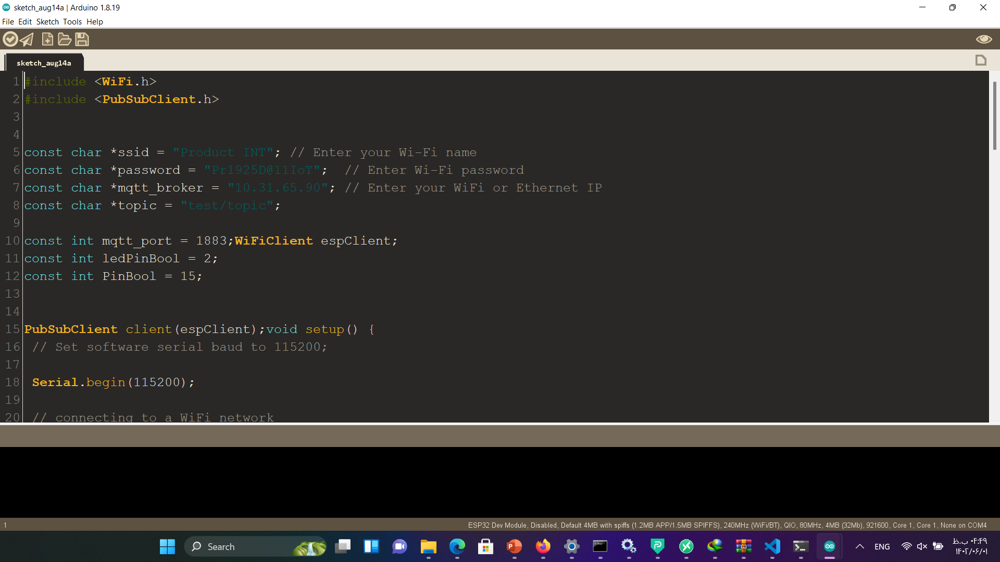 sketch_aug14a | Arduino 1.8.19
File Edit Sketch Tools Help
sketch_aug14a
1 #include <WiFi.h>
2 #include <PubSubClient.h>
3
4
5 const char *ssid = "Product INT"; // Enter your Wi-Fi name
6 const char *password = "Pr1925D@11IoT";  // Enter Wi-Fi password
7 const char *mqtt_broker = "10.31.65.90"; // Enter your WiFi or Ethernet IP
8 const char *topic = "test/topic";
9
10 const int mqtt_port = 1883;WiFiClient espClient;
11 const int ledPinBool = 2;
12 const int PinBool = 15;
13
14
15 PubSubClient client(espClient);void setup() {
16 // Set software serial baud to 115200;
17
18 Serial.begin(115200);
19
20 // connecting to a WiFi network
1
ESP32 Dev Module, Disabled, Default 4MB with spiffs (1.2MB APP/1.5MB SPIFFS), 240MHz (WiFi/BT), QIO, 80MHz, 4MB (32Mb), 921600, Core 1, Core 1, None on COM4
Search
ENG
۰۴:۴۹ ب.ظ
۱۴۰۲/۰۶/۰۱